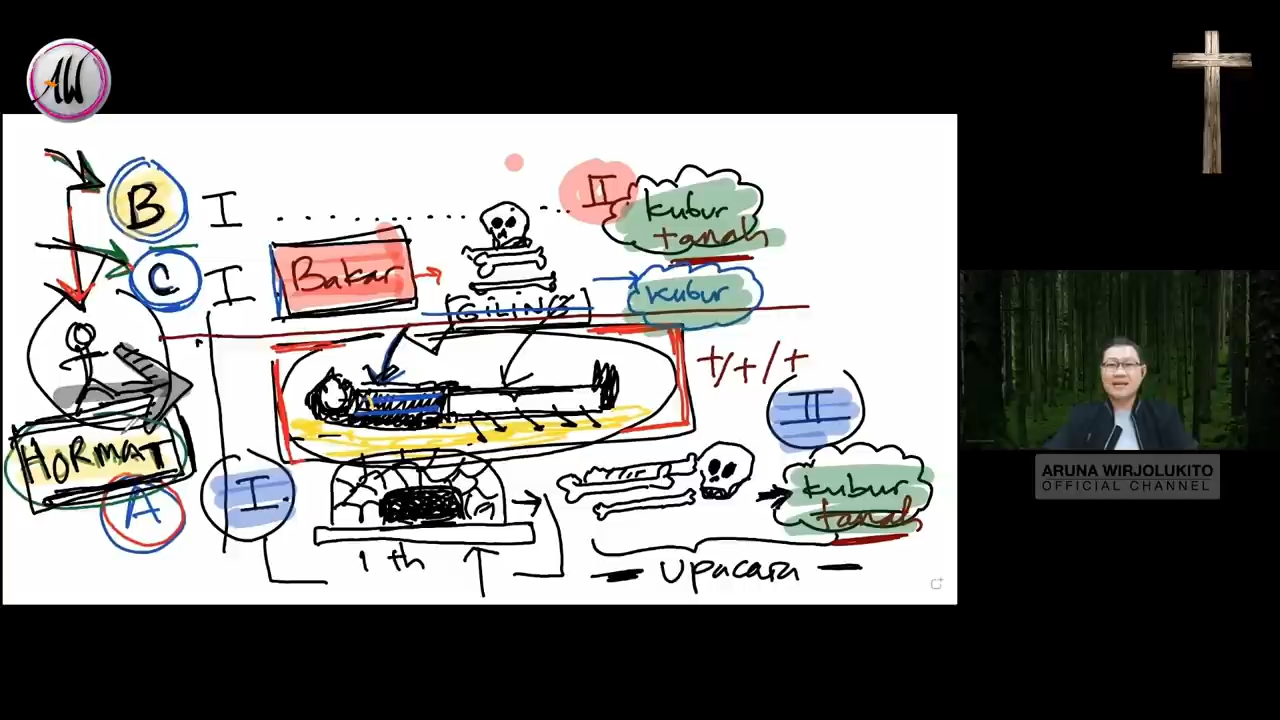 AW
B I II kubur
tanah
C I Bakar kubur
GILING
+/+/+
II
HORMAT
A I kubur
tanah
1 th
upacara
ARUNA WIRJOLUKITO
OFFICIAL CHANNEL